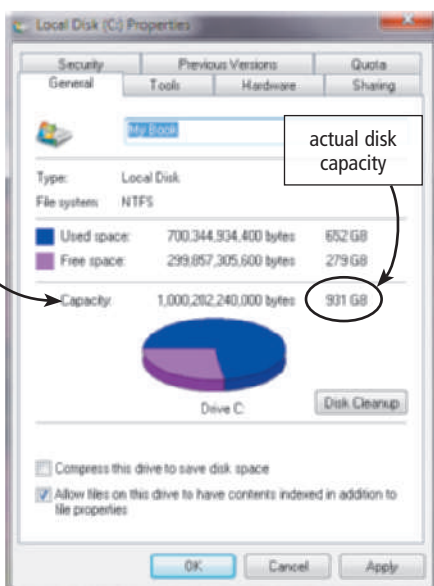 Local Disk (C:) Properties
Security Previous Versions Quota
General Tools Hardware Sharing
My Book
actual disk
capacity
Type: Local Disk
File system: NTFS
Used space: 700,344,934,400 bytes 652 GB
Free space: 299,857,305,600 bytes 279 GB
Capacity: 1,000,202,240,000 bytes 931 GB
Drive C:
Disk Cleanup
Compress this drive to save disk space
Allow files on this drive to have contents indexed in addition to
file properties
OK Cancel Apply